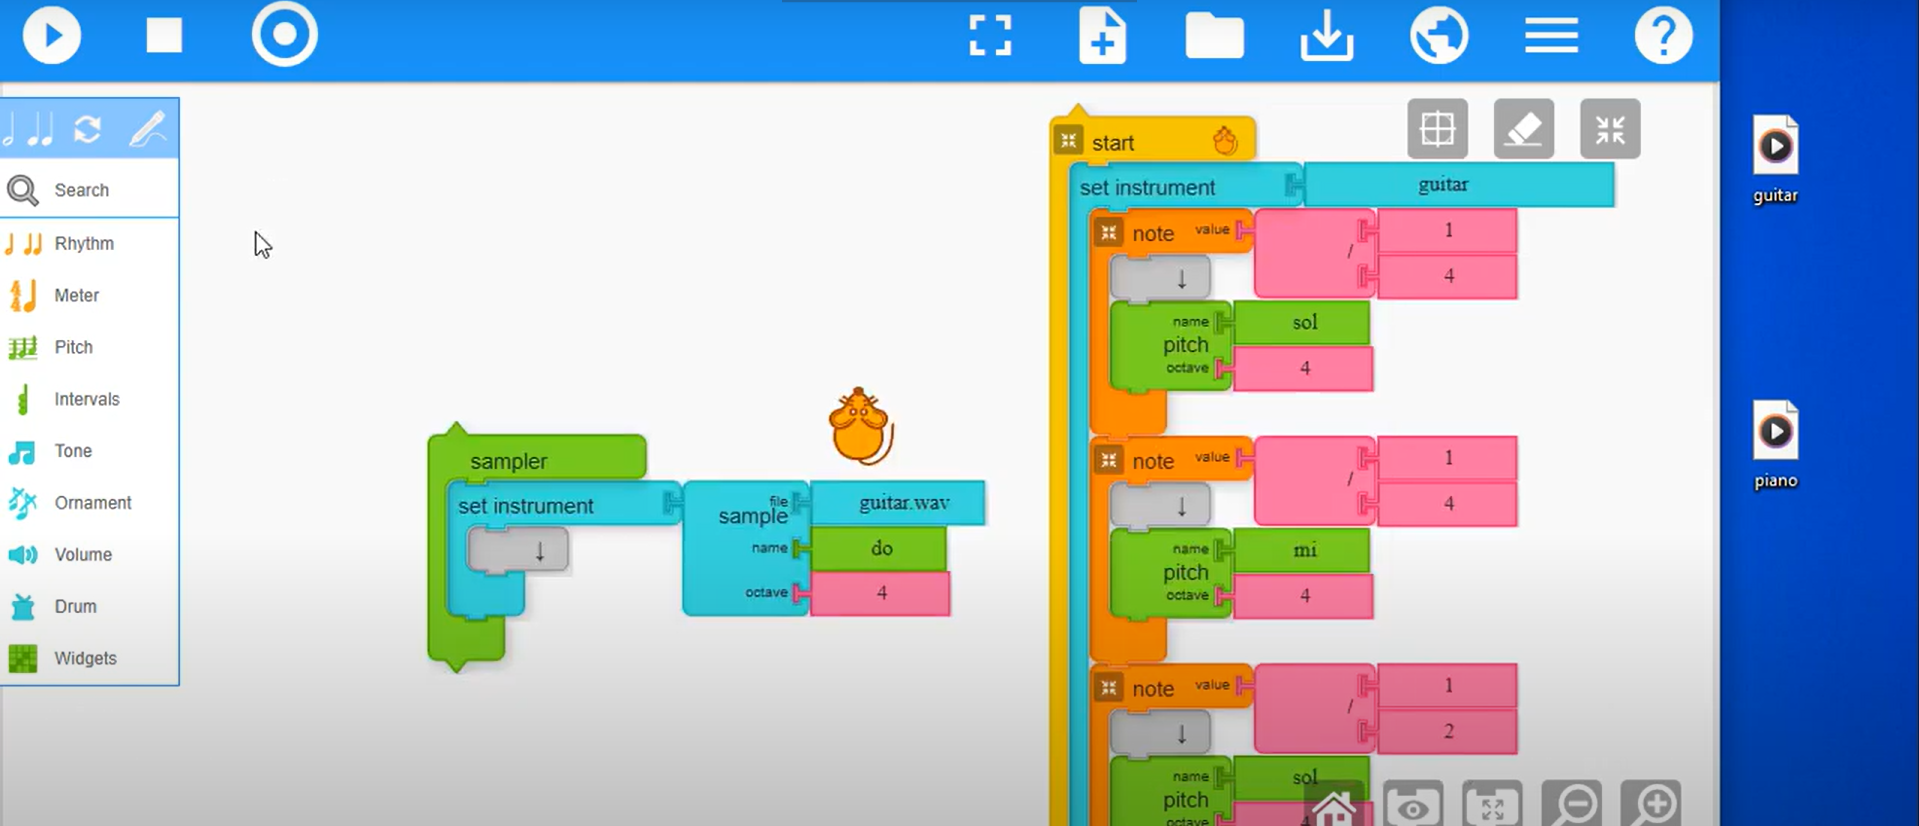 Search
Rhythm
Meter
Pitch
Intervals
Tone
Ornament
Volume
Drum
Widgets
sampler
set instrument
file
sample
guitar.wav
name
do
octave
4
start
set instrument
guitar
note
value
/
1
4
name
sol
pitch
octave
4
note
value
/
1
4
name
mi
pitch
octave
4
note
value
/
1
2
name
sol
pitch
octave
4
guitar
piano